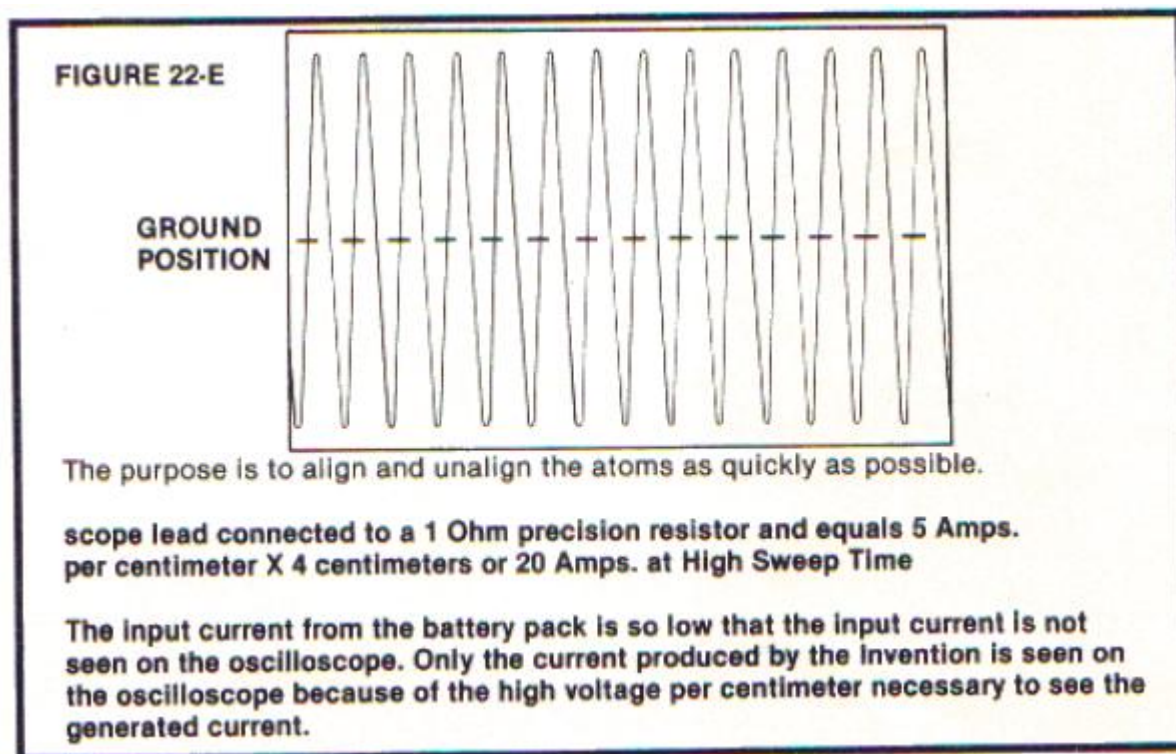 FIGURE 22-E
GROUND
POSITION
The purpose is to align and unalign the atoms as quickly as possible.
scope lead connected to a 1 Ohm precision resistor and equals 5 Amps.
per centimeter X 4 centimeters or 20 Amps. at High Sweep Time
The input current from the battery pack is so low that the input current is not
seen on the oscilloscope. Only the current produced by the invention is seen on
the oscilloscope because of the high voltage per centimeter necessary to see the
generated current.